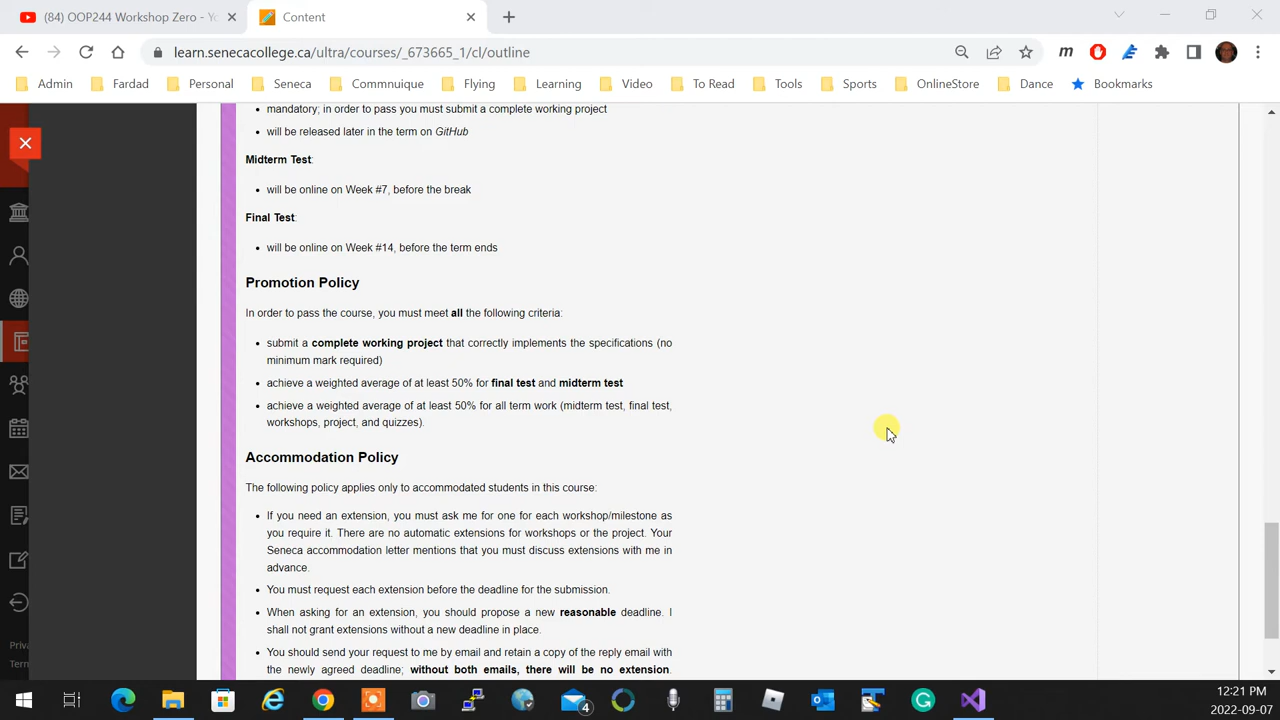 (84) OOP244 Workshop Zero - Yo
Content
learn.senecacollege.ca/ultra/courses/_673665_1/cl/outline
Admin Fardad Personal Seneca Commuique Flying Learning Video To Read Tools Sports OnlineStore Dance Bookmarks
mandatory; in order to pass you must submit a complete working project
will be released later in the term on GitHub
Midterm Test:
will be online on Week #7, before the break
Final Test:
will be online on Week #14, before the term ends
Promotion Policy
In order to pass the course, you must meet all the following criteria:
submit a complete working project that correctly implements the specifications (no
minimum mark required)
achieve a weighted average of at least 50% for final test and midterm test
achieve a weighted average of at least 50% for all term work (midterm test, final test,
workshops, project, and quizzes).
Accommodation Policy
The following policy applies only to accommodated students in this course:
If you need an extension, you must ask me for one for each workshop/milestone as
you require it. There are no automatic extensions for workshops or the project. Your
Seneca accommodation letter mentions that you must discuss extensions with me in
advance.
You must request each extension before the deadline for the submission.
When asking for an extension, you should propose a new reasonable deadline. I
shall not grant extensions without a new deadline in place.
You should send your request to me by email and retain a copy of the reply email with
the newly agreed deadline; without both emails, there will be no extension.
Priva
Term
4
12:21 PM
2022-09-07